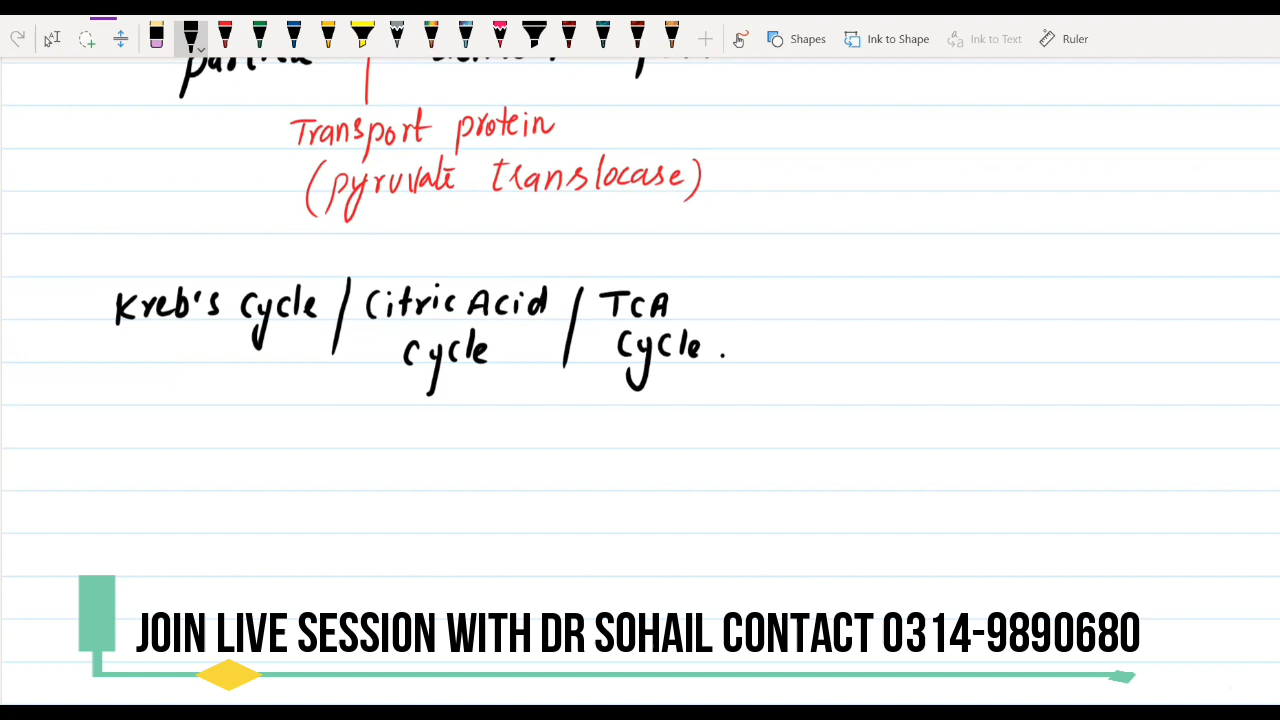 Shapes Ink to Shape Ink to Text Ruler
Transport protein
(pyruvate translocase)
Kreb's cycle / Citric Acid / TCA
cycle cycle.
JOIN LIVE SESSION WITH DR SOHAIL CONTACT 0314-9890680